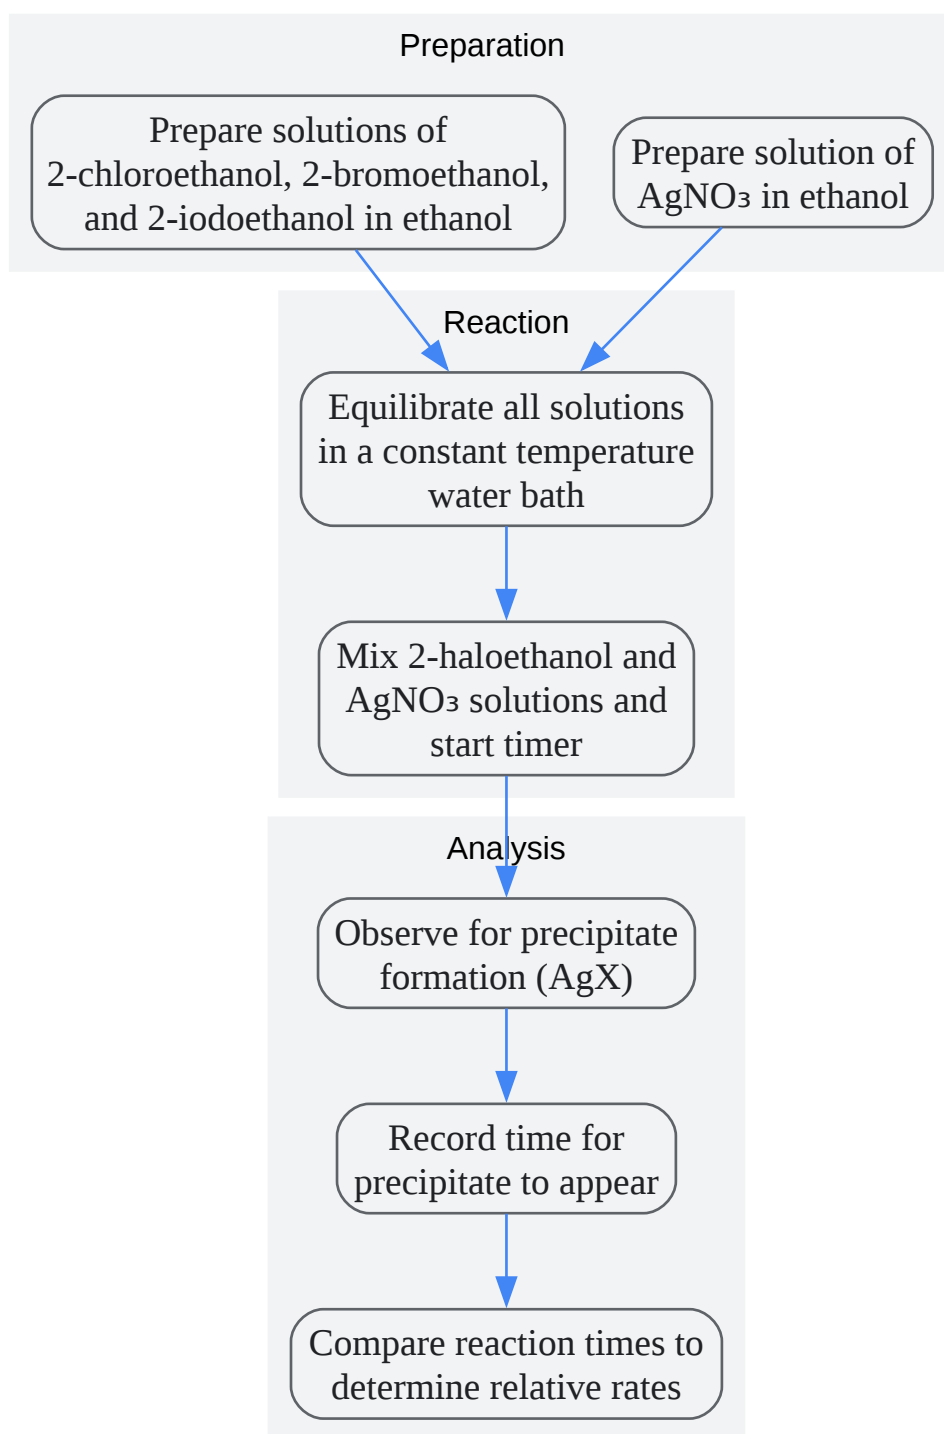 Preparation
Prepare solutions of
2-chloroethanol, 2-bromoethanol,
and 2-iodoethanol in ethanol
Prepare solution of
AgNO₃ in ethanol
Reaction
Equilibrate all solutions
in a constant temperature
water bath
Mix 2-haloethanol and
AgNO₃ solutions and
start timer
Analysis
Observe for precipitate
formation (AgX)
Record time for
precipitate to appear
Compare reaction times to
determine relative rates